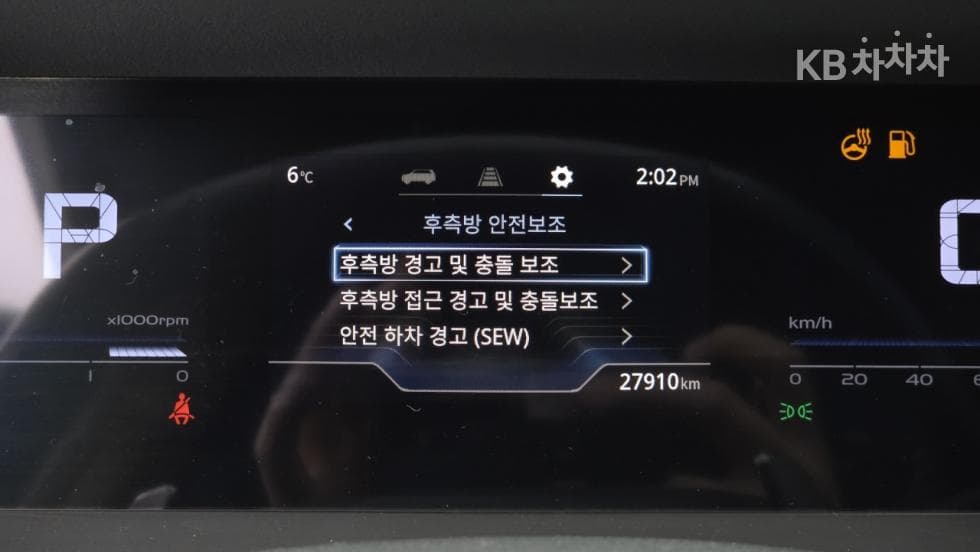 KB차차차
6℃
2:02PM
P
후측방 안전보조
후측방 경고 및 충돌 보조
후측방 접근 경고 및 충돌보조
안전 하차 경고 (SEW)
x1000rpm
1 0
27910km
km/h
0 20 40